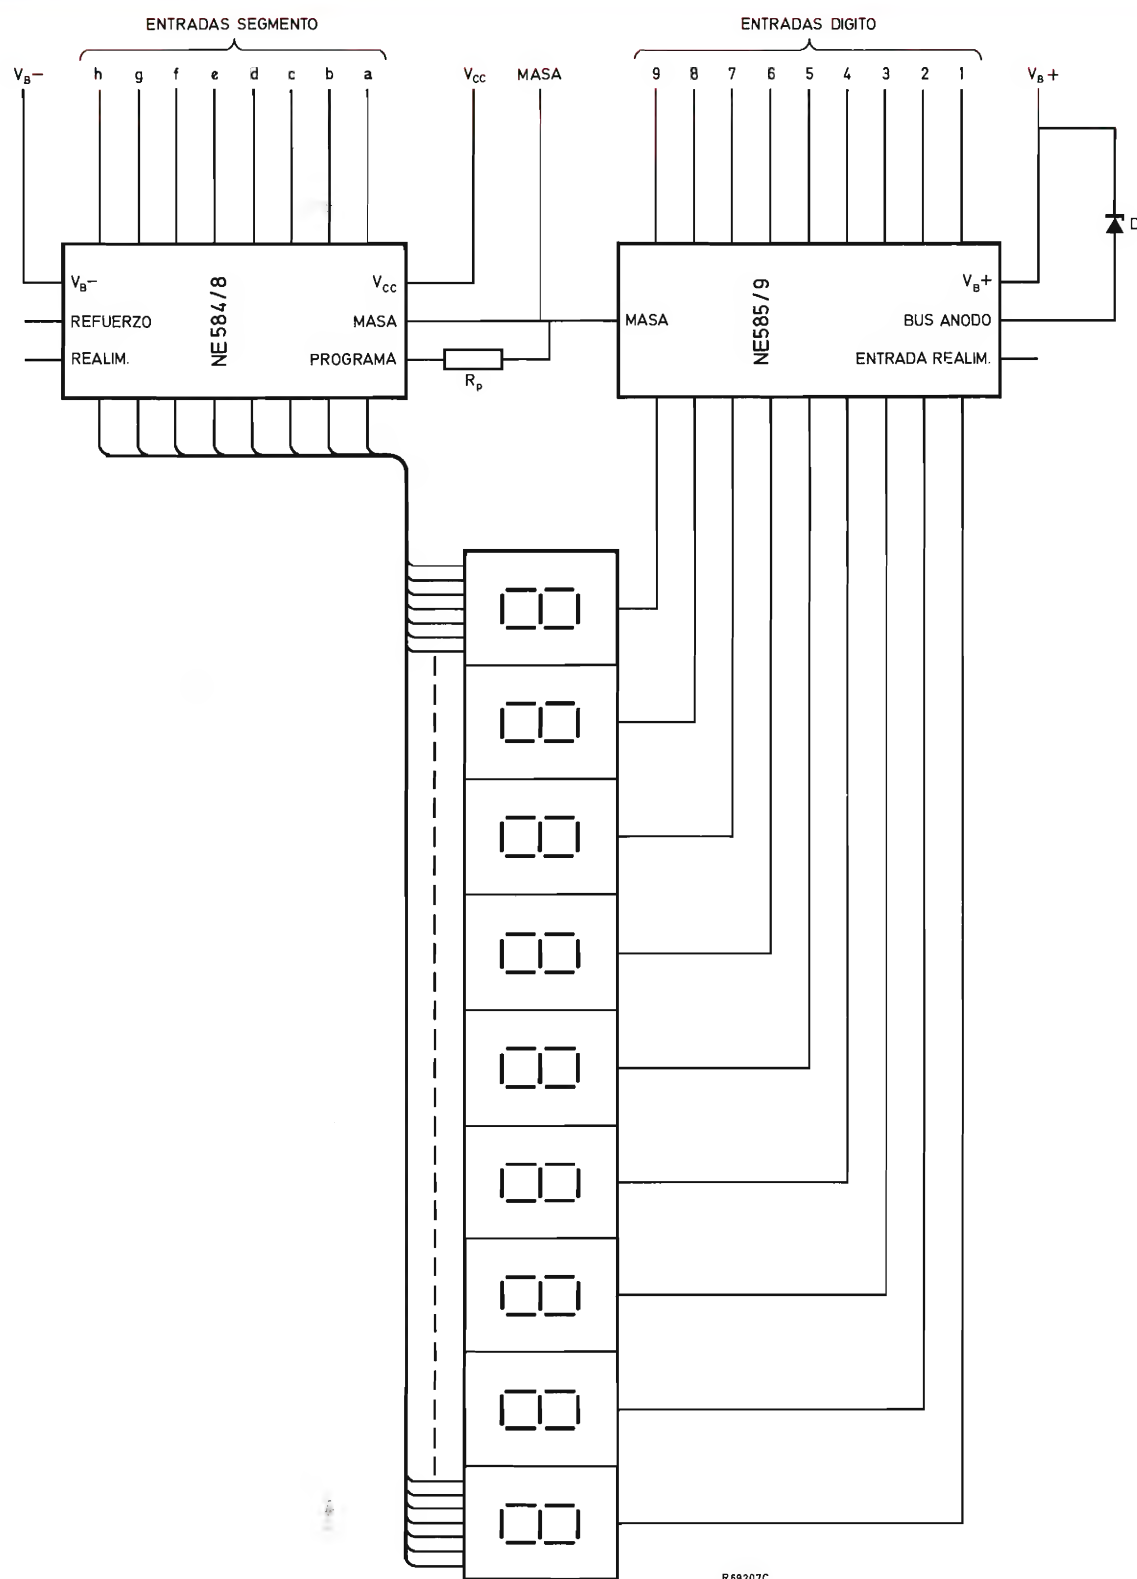 ENTRADAS SEGMENTO
ENTRADAS DIGITO
V_B− h g f e d c b a V_CC MASA 9 8 7 6 5 4 3 2 1 V_B+
D
V_B− NE584/8 V_CC
REFUERZO MASA
REALIM. PROGRAMA
R_p
NE585/9 V_B+
MASA BUS ANODO
ENTRADA REALIM.
R59207C